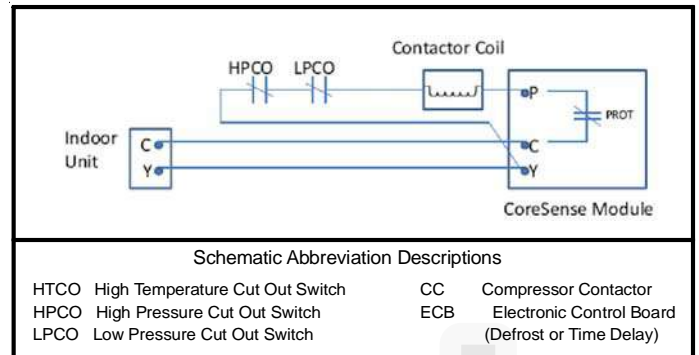 Contactor Coil
HPCO LPCO
P
PROT
Indoor
Unit
C
Y
C
Y
CoreSense Module
Schematic Abbreviation Descriptions
HTCO High Temperature Cut Out Switch
HPCO High Pressure Cut Out Switch
LPCO Low Pressure Cut Out Switch
CC Compressor Contactor
ECB Electronic Control Board
(Defrost or Time Delay)